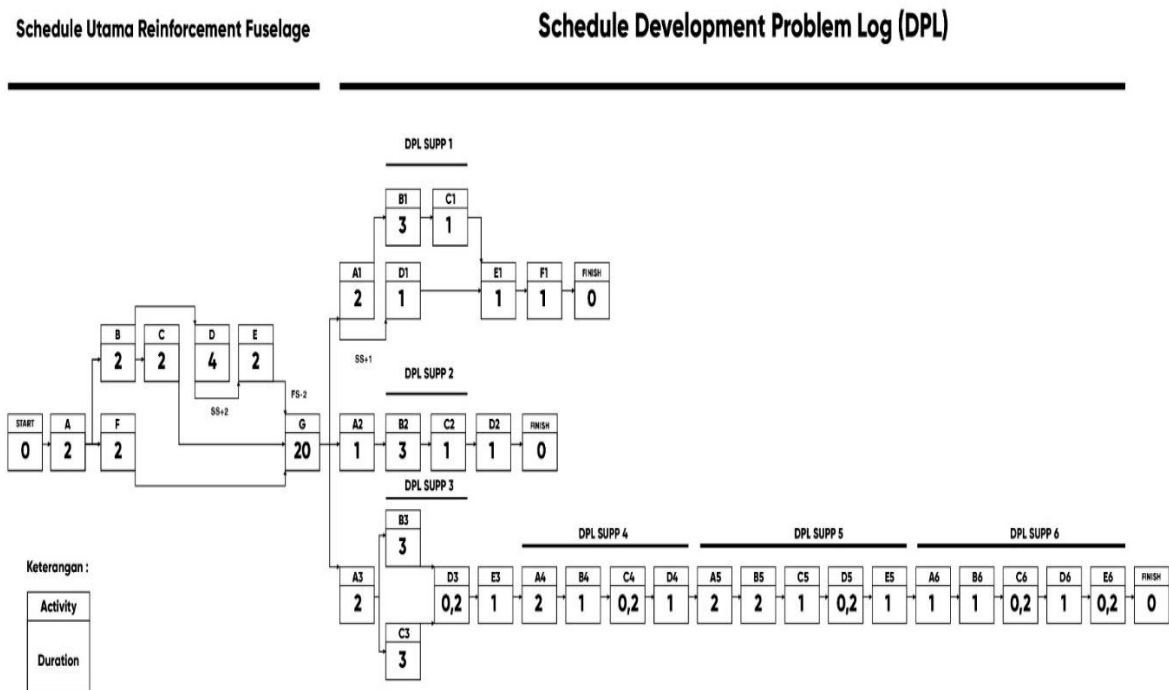 Schedule Utama Reinforcement Fuselage
Schedule Development Problem Log (DPL)
DPL SUPP 1
B1
3
C1
1
A1
2
D1
1
E1
1
F1
1
FINISH
0
SS+1
B
2
C
2
D
4
E
2
SS+2
FS-2
START
0
A
2
F
2
G
20
DPL SUPP 2
A2
1
B2
3
C2
1
D2
1
FINISH
0
DPL SUPP 3
B3
3
A3
2
C3
3
D3
0,2
E3
1
DPL SUPP 4
A4
2
B4
1
C4
0,2
D4
1
DPL SUPP 5
A5
2
B5
2
C5
1
D5
0,2
E5
1
DPL SUPP 6
A6
1
B6
1
C6
0,2
D6
1
E6
0,2
FINISH
0
Keterangan :
Activity
Duration